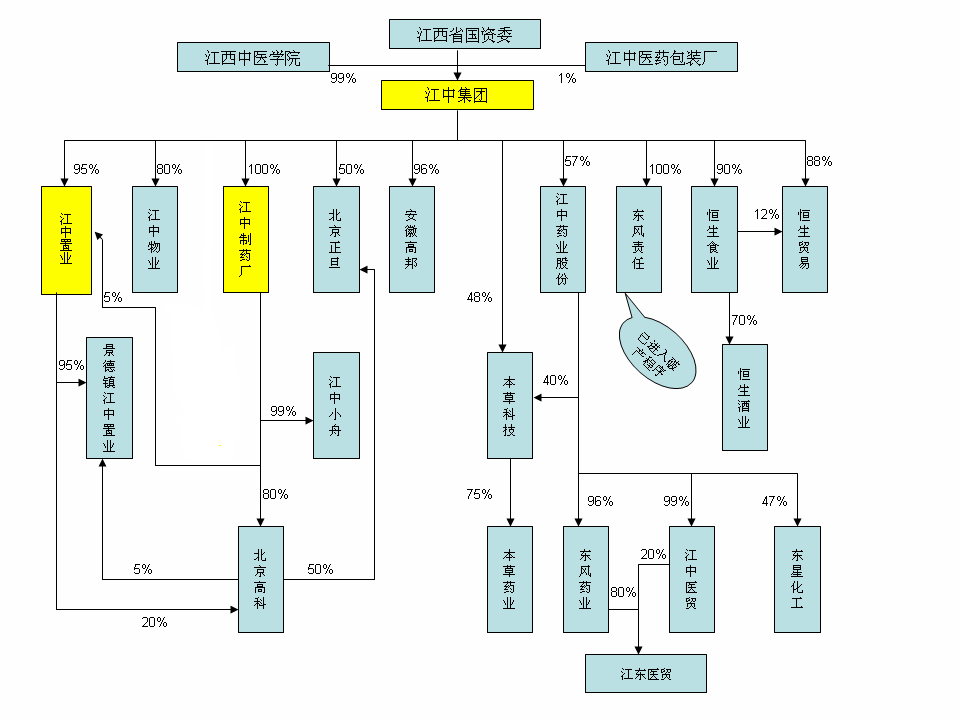 江西省国资委
江西中医学院
江中医药包装厂
99%
1%
江中集团
95%
80%
100%
50%
96%
57%
100%
90%
88%
江中置业
江中物业
江中制药厂
北京正旦
安徽高邦
江中药业股份
东风责任
恒生食业
12%
恒生贸易
5%
48%
70%
已进入破
产程序
95%
景德镇江中置业
99%
江中小舟
本草科技
40%
恒生酒业
80%
75%
96%
99%
47%
5%
北京高科
50%
本草药业
东风药业
20%
80%
江中医贸
东星化工
20%
江东医贸